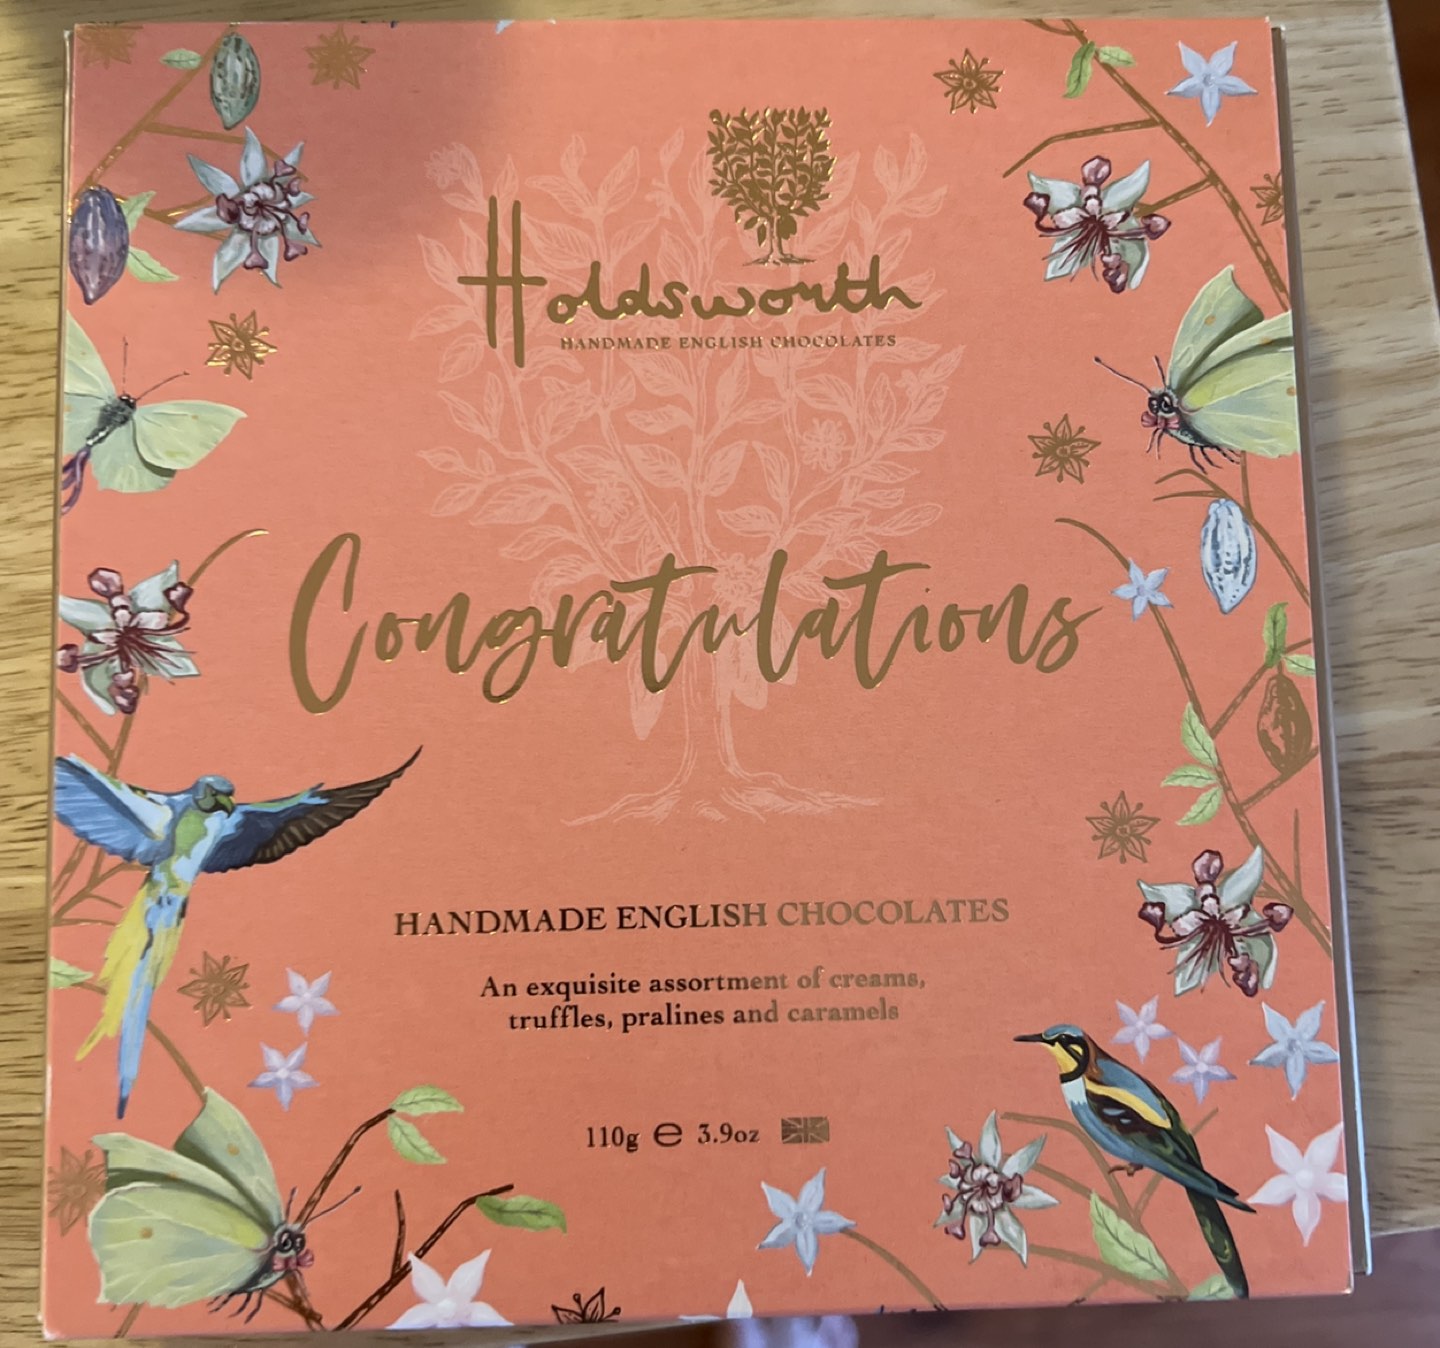 Holdsworth
HANDMADE ENGLISH CHOCOLATES
Congratulations
HANDMADE ENGLISH CHOCOLATES
An exquisite assortment of creams,
truffles, pralines and caramels
110g ℮ 3.9oz